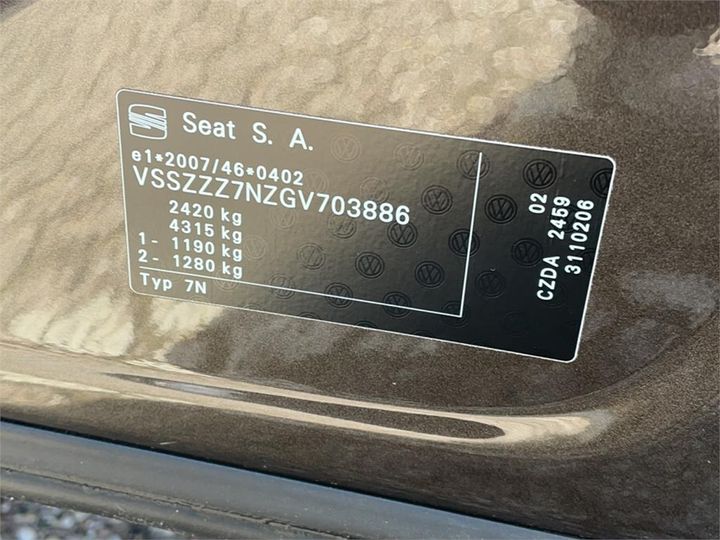 Seat S. A.
e1*2007/46*0402
VSSZZZ7NZGV703886
2420 kg
4315 kg
1- 1190 kg
2- 1280 kg
Typ 7N
02
CZDA 2459
3110206